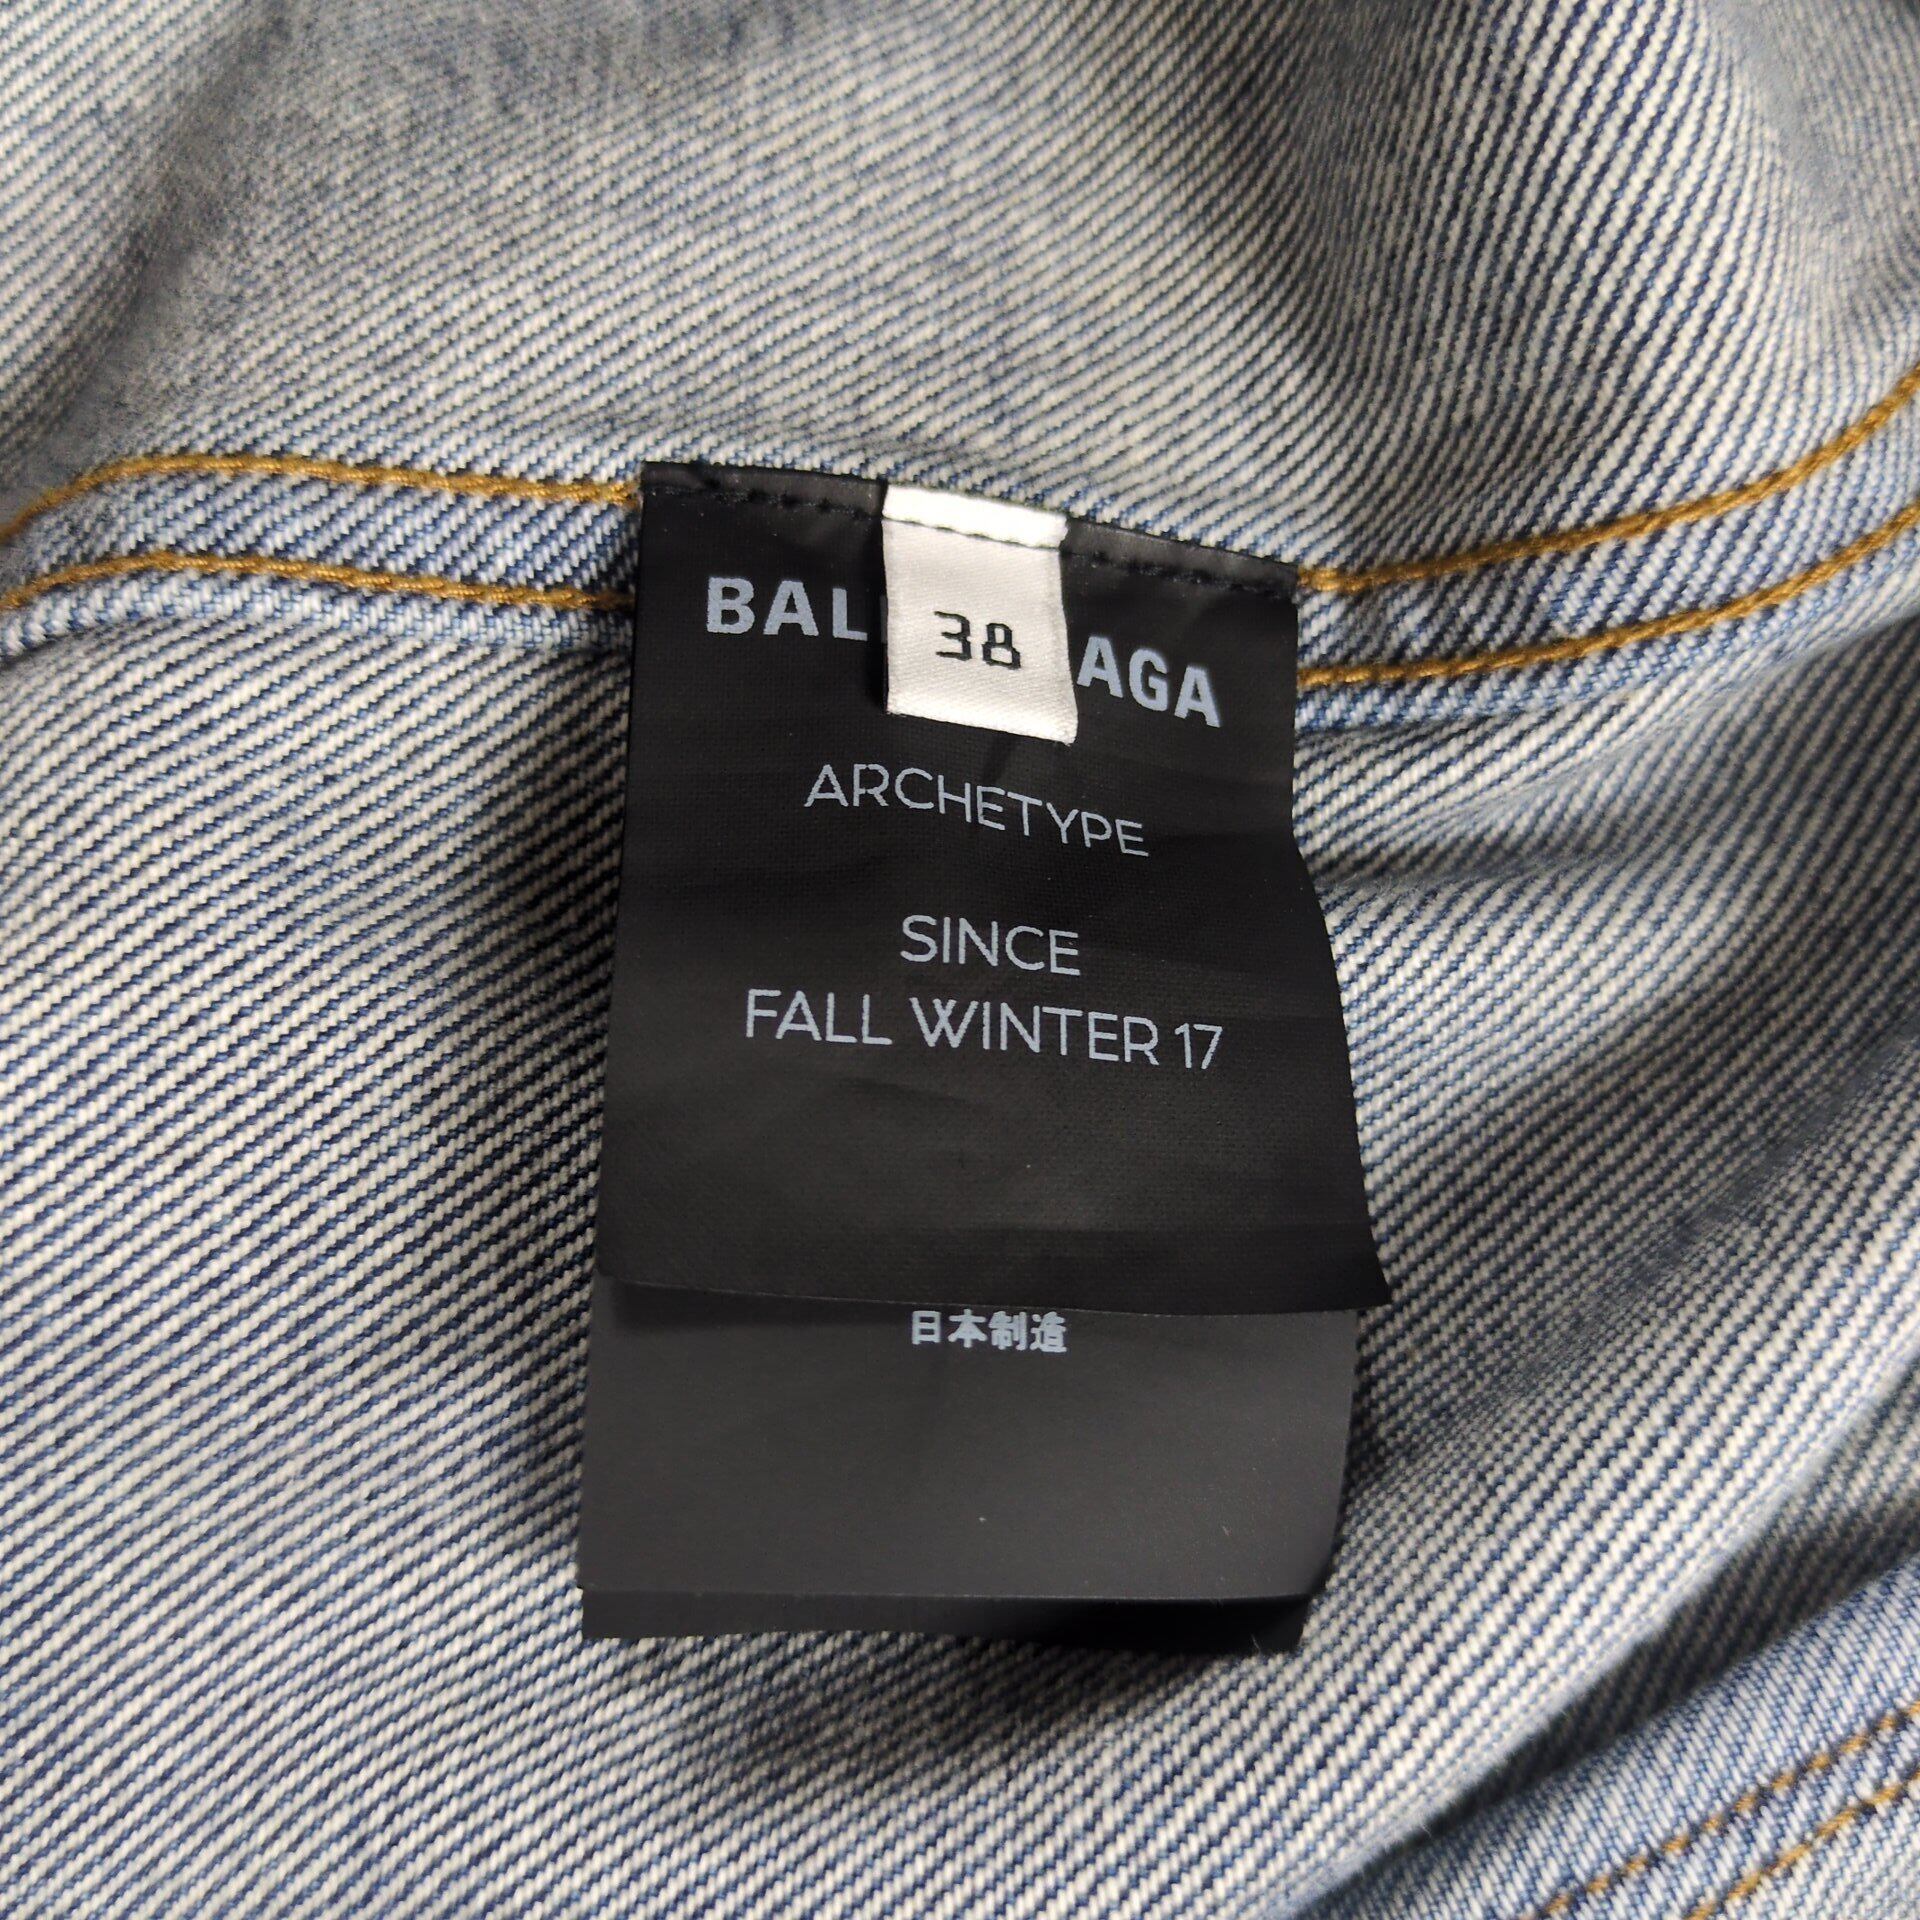 BAL AGA
38
ARCHETYPE
SINCE
FALL WINTER 17
日本制造